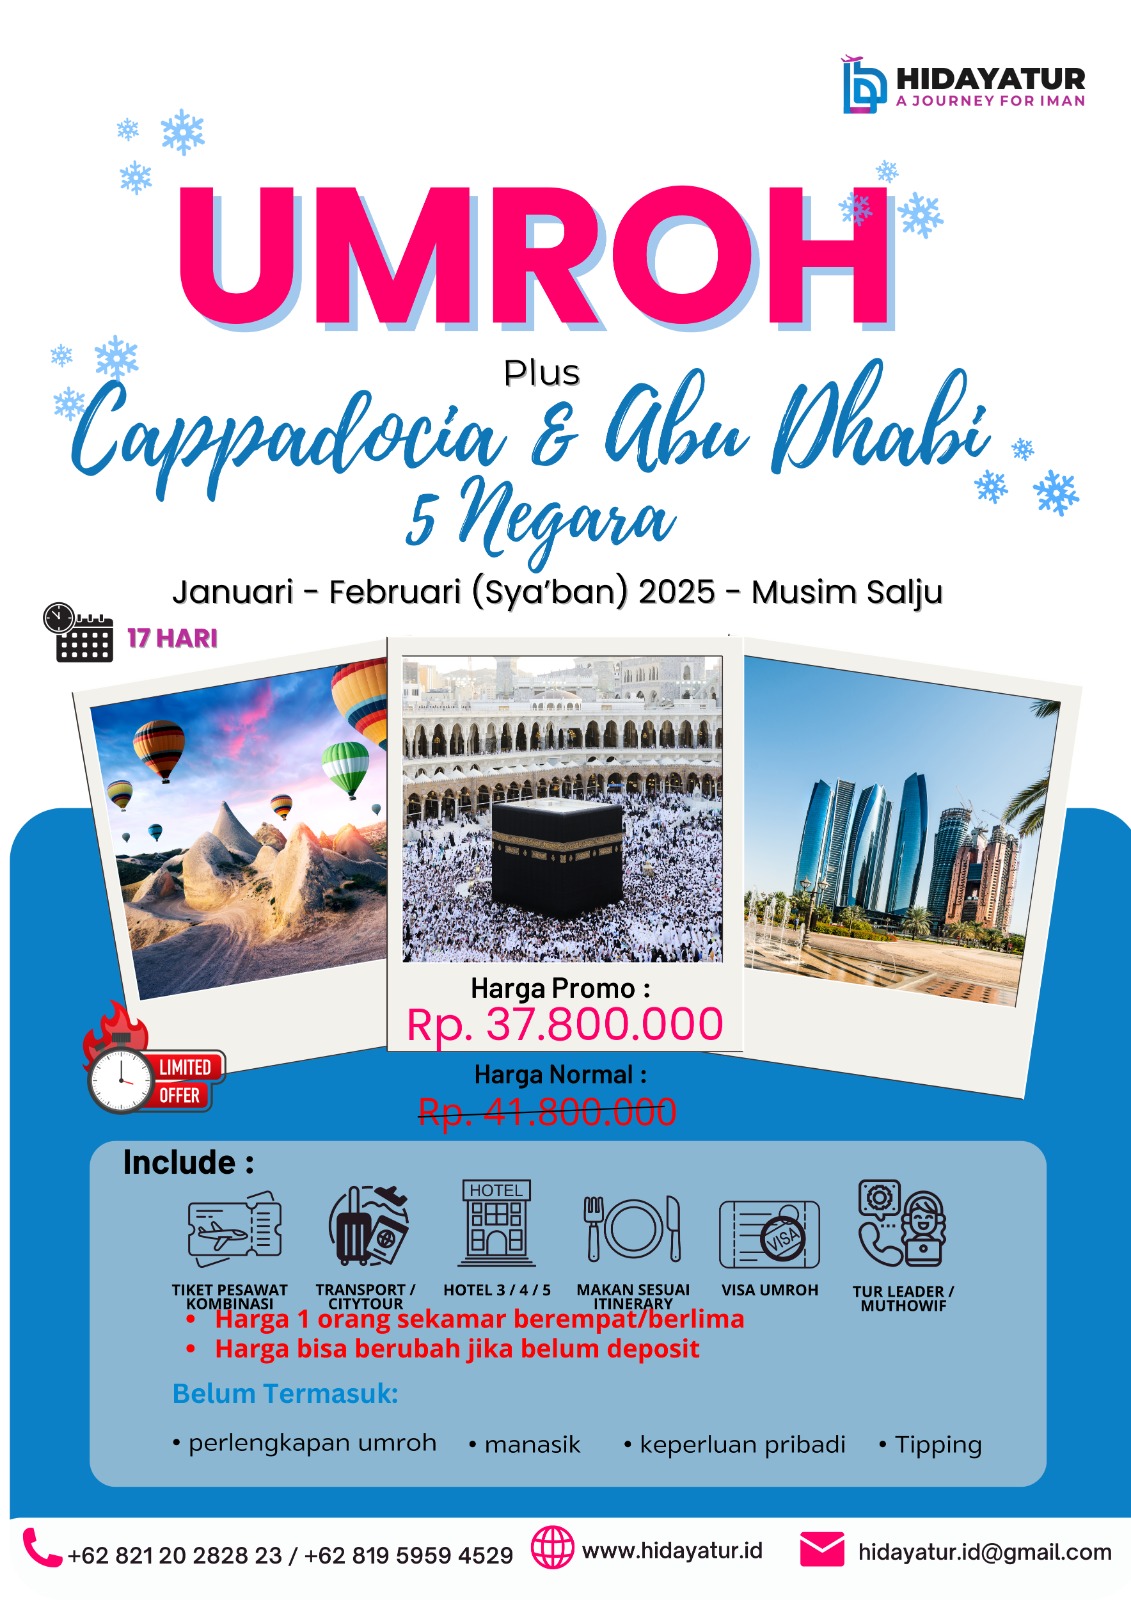 HIDAYATUR
A JOURNEY FOR IMAN
UMROH
Plus
Cappadocia & Abu Dhabi
5 Negara
Januari - Februari (Sya'ban) 2025 - Musim Salju
17 HARI
Harga Promo :
Rp. 37.800.000
LIMITED
OFFER
Harga Normal :
Rp. 41.800.000
Include :
HOTEL
VISA
TIKET PESAWAT
KOMBINASI
TRANSPORT /
CITYTOUR
HOTEL 3 / 4 / 5
MAKAN SESUAI
ITINERARY
VISA UMROH
TUR LEADER /
MUTHOWIF
• Harga 1 orang sekamar berempat/berlima
• Harga bisa berubah jika belum deposit
Belum Termasuk:
• perlengkapan umroh • manasik • keperluan pribadi • Tipping
+62 821 20 2828 23 / +62 819 5959 4529 www.hidayatur.id hidayatur.id@gmail.com